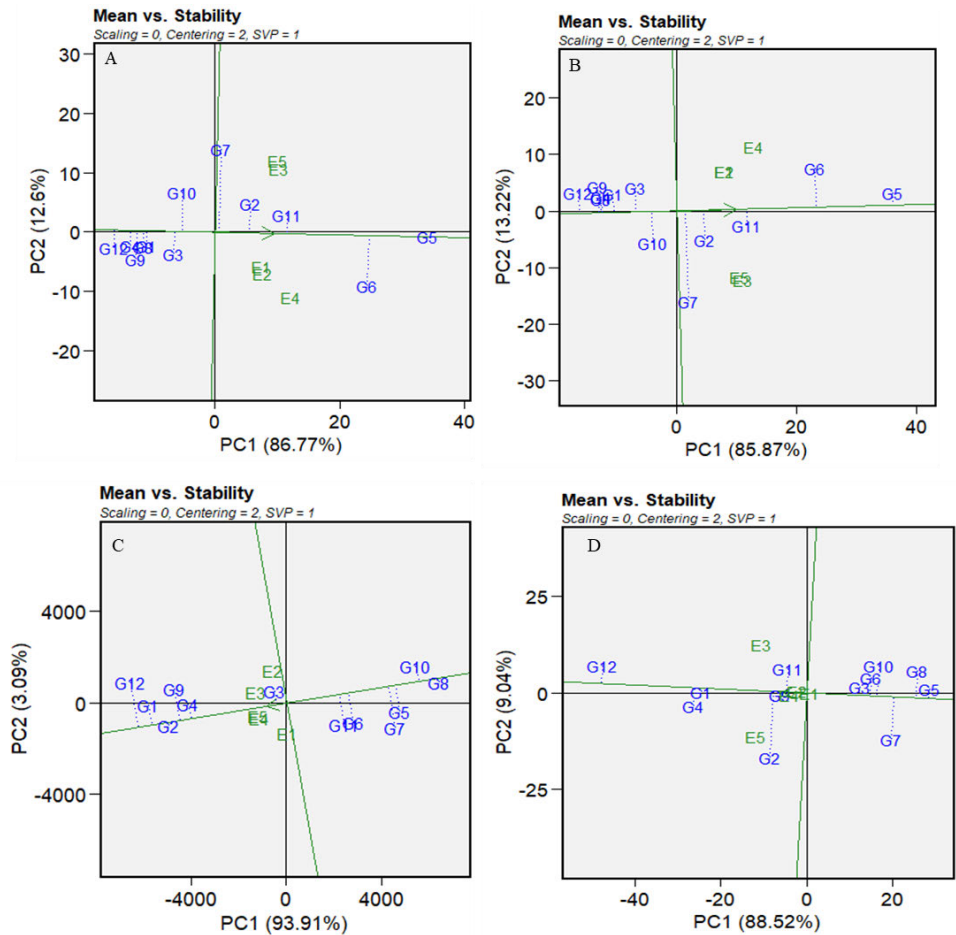 Mean vs. Stability
Scaling = 0, Centering = 2, SVP = 1
A
PC2 (12.6%)
30
20
10
0
-10
-20
G7
E5
E3
G10
G2
G11
G5
G12
G3
G9
E1
E2
E4
G6
0
20
40
PC1 (86.77%)
Mean vs. Stability
Scaling = 0, Centering = 2, SVP = 1
B
PC2 (13.22%)
20
10
0
-10
-20
-30
E4
G6
G9
G12
G1
G3
G5
G11
G10
G2
E5
E3
G7
0
20
40
PC1 (85.87%)
Mean vs. Stability
Scaling = 0, Centering = 2, SVP = 1
C
PC2 (3.09%)
4000
0
-4000
E2
G10
G12
G9
E3
G3
G8
G1
G4
G5
G2
G11
G6
G7
E1
-4000
0
4000
PC1 (93.91%)
Mean vs. Stability
Scaling = 0, Centering = 2, SVP = 1
D
PC2 (9.04%)
25
0
-25
E3
G12
G11
G10
G8
G6
G1
G3
G5
E2
E1
G4
E5
G7
G2
-40
-20
0
20
PC1 (88.52%)